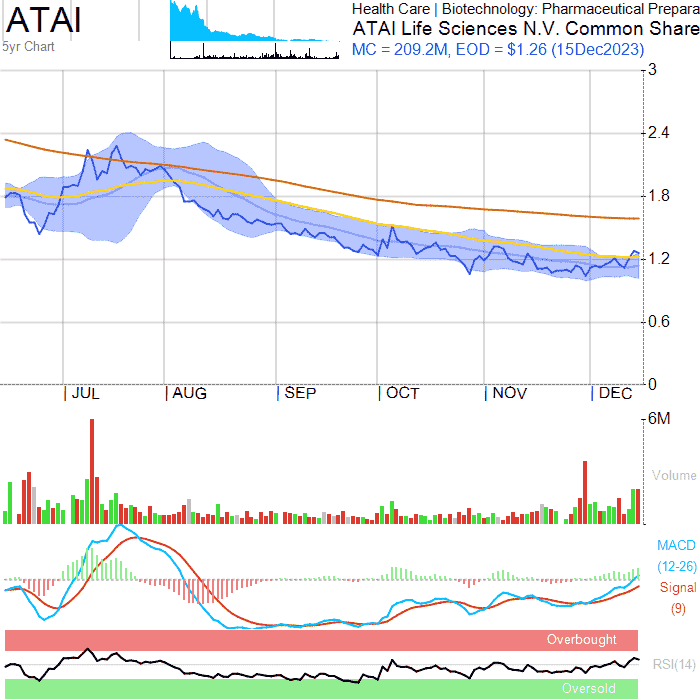 ATAI
5yr Chart
Health Care | Biotechnology: Pharmaceutical Prepara
ATAI Life Sciences N.V. Common Share
MC = 209.2M, EOD = $1.26 (15Dec2023)
3
2.4
1.8
1.2
0.6
0
JUL
AUG
SEP
OCT
NOV
DEC
6M
Volume
MACD
(12-26)
Signal
(9)
Overbought
RSI(14)
Oversold